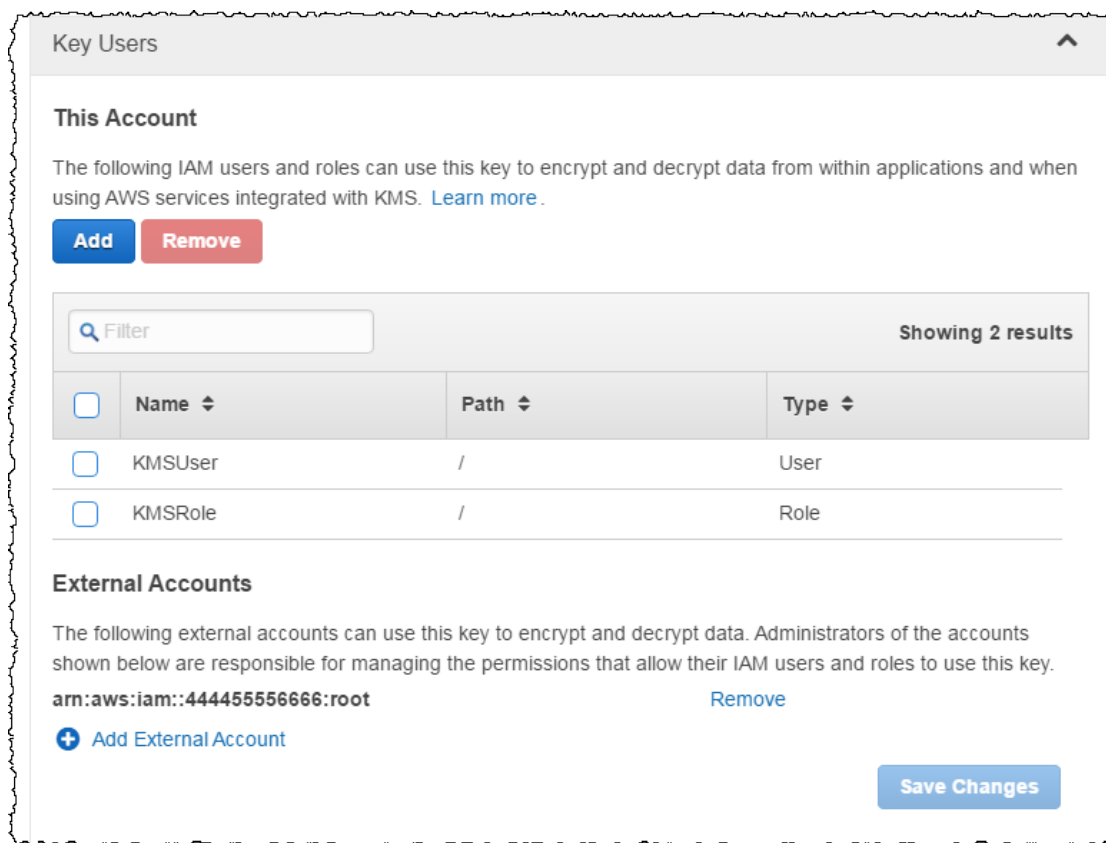 Key Users
This Account
The following IAM users and roles can use this key to encrypt and decrypt data from within applications and when
using AWS services integrated with KMS. Learn more.
Add Remove
Filter Showing 2 results
Name Path Type
KMSUser / User
KMSRole / Role
External Accounts
The following external accounts can use this key to encrypt and decrypt data. Administrators of the accounts
shown below are responsible for managing the permissions that allow their IAM users and roles to use this key.
arn:aws:iam::444455556666:root Remove
Add External Account
Save Changes